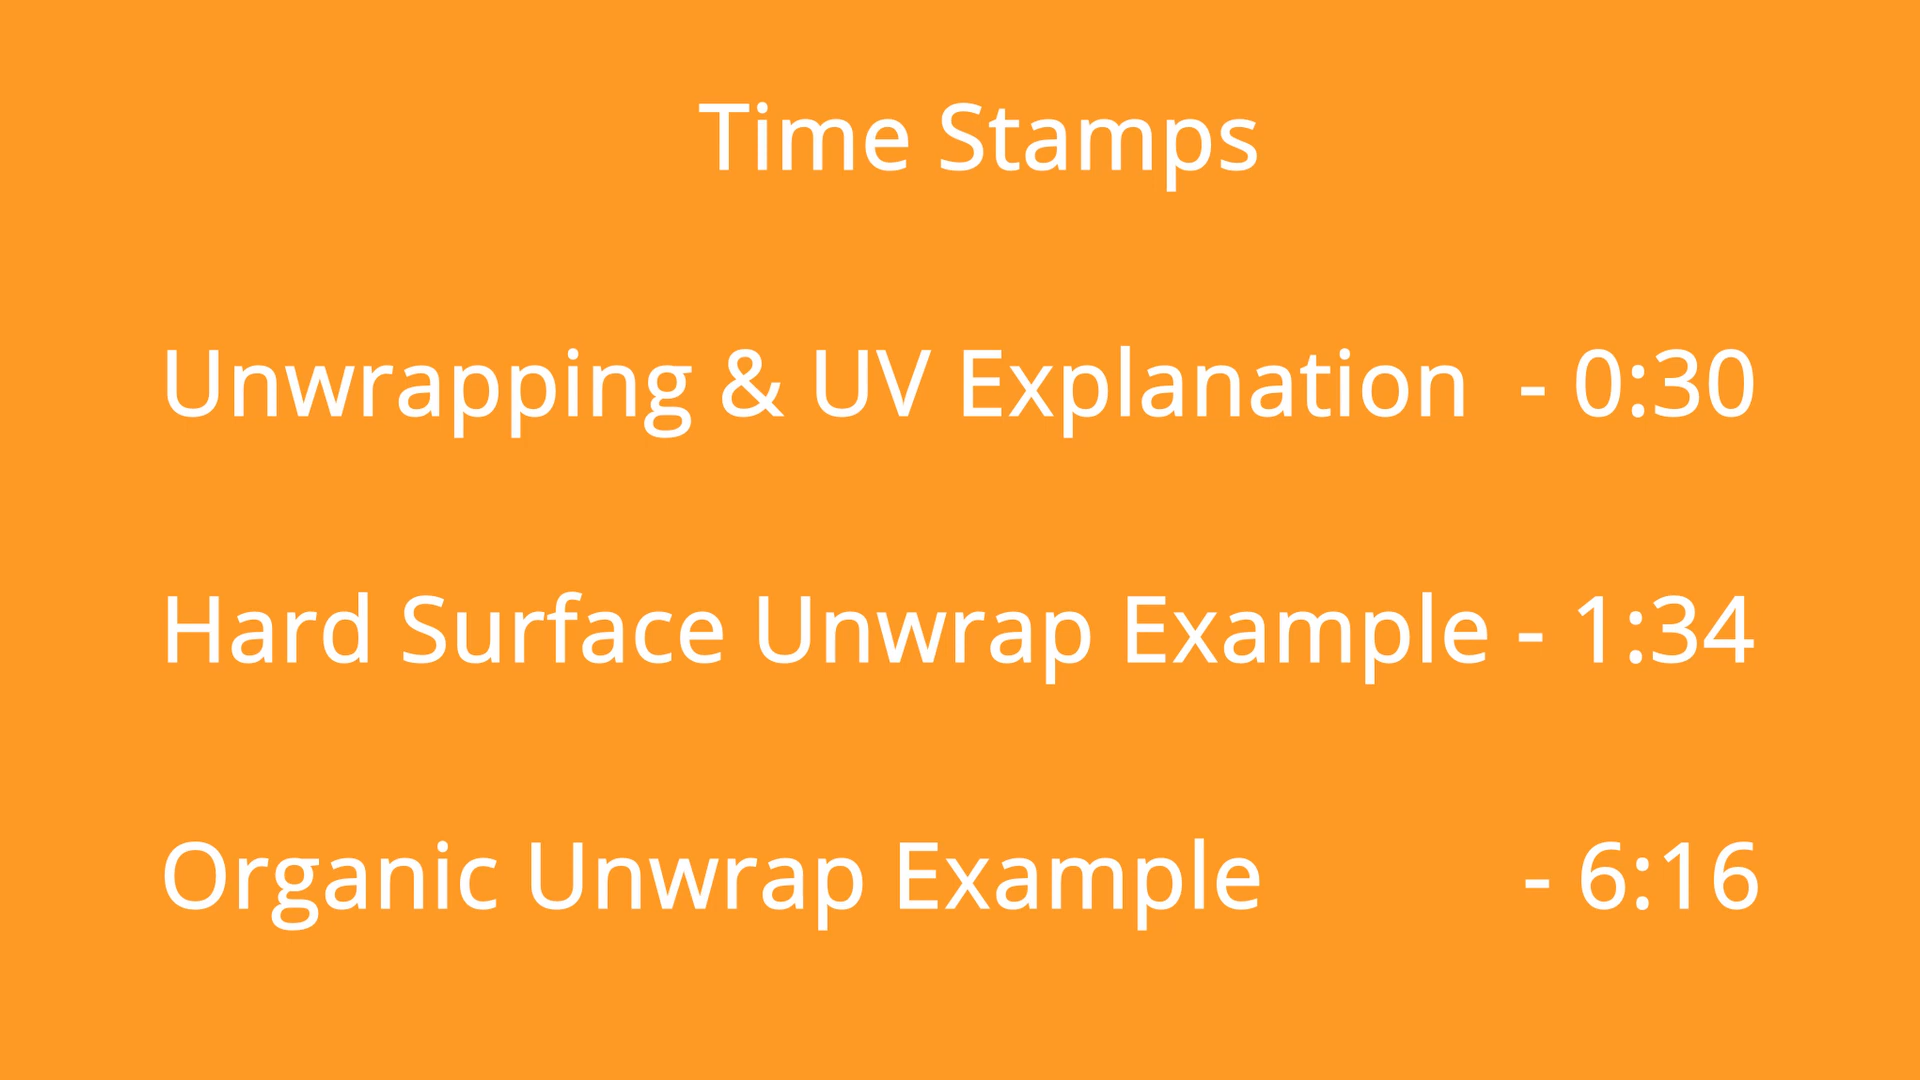 Time Stamps
Unwrapping & UV Explanation - 0:30
Hard Surface Unwrap Example - 1:34
Organic Unwrap Example - 6:16